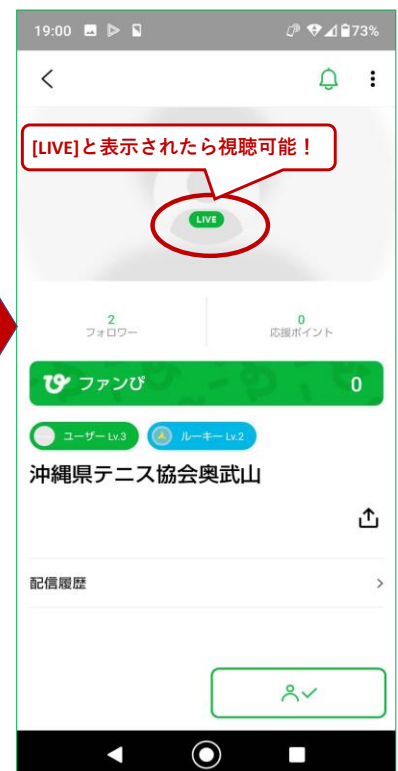 19:00
73%
[LIVE]と表示されたら視聴可能！
LIVE
2
フォロワー
0
応援ポイント
ファンぴ
0
ユーザー Lv.3
ルーキー Lv.2
沖縄県テニス協会奥武山
配信履歴